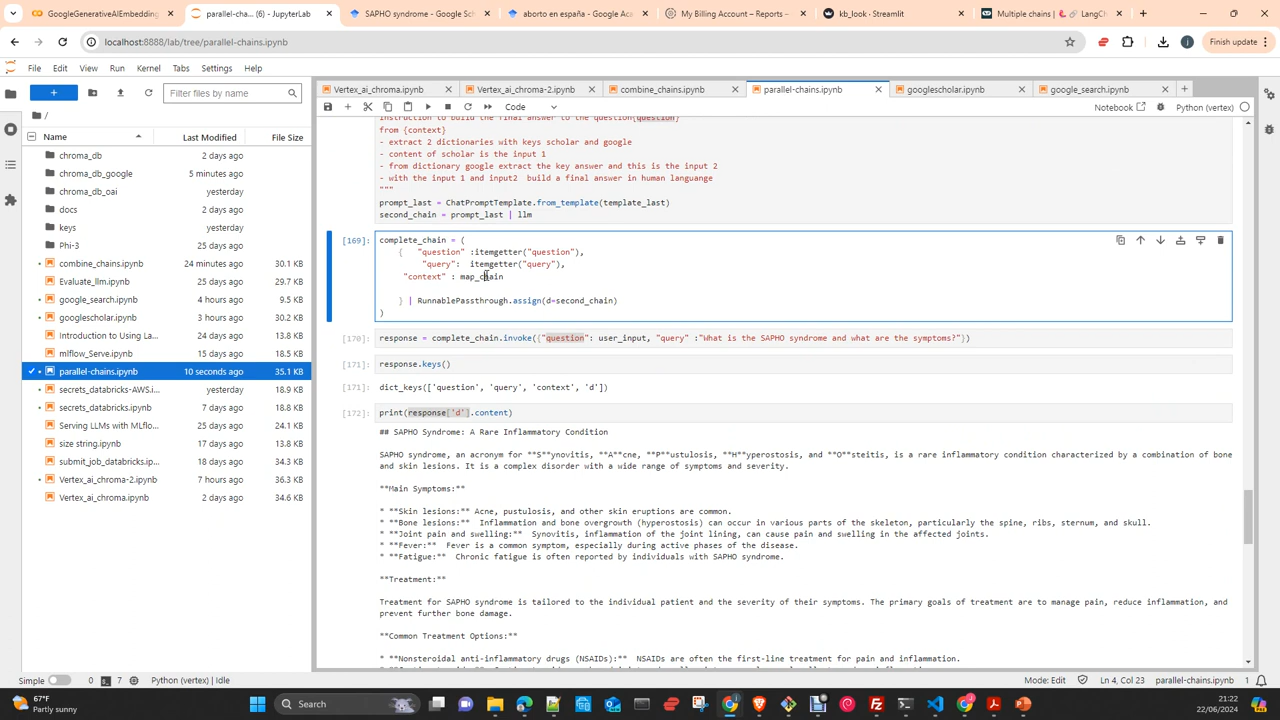 GoogleGenerativeAIEmbedding
parallel-cha... (6) - JupyterLab
SAPHO syndrome - Google Sc
aborto en españa - Google Ac
My Billing Account – Reports –
kb_look · Streamlit
Multiple chains | 🦜️🔗 LangC
localhost:8888/lab/tree/parallel-chains.ipynb
Finish update
File Edit View Run Kernel Tabs Settings Help
Vertex_ai_chroma.ipynb
Vertex_ai_chroma-2.ipynb
combine_chains.ipynb
parallel-chains.ipynb
googlescholar.ipynb
google_search.ipynb
Filter files by name
Code
Notebook
Python (vertex)
/
Name Last Modified File Size
chroma_db 2 days ago
chroma_db_google 5 minutes ago
chroma_db_oai yesterday
docs 2 days ago
keys yesterday
Phi-3 25 days ago
combine_chains.ipynb 24 minutes ago 30.1 KB
Evaluate_llm.ipynb 25 days ago 29.7 KB
google_search.ipynb 4 hours ago 9.5 KB
googlescholar.ipynb 3 hours ago 30.2 KB
Introduction to Using La... 24 days ago 13.8 KB
mlflow_Serve.ipynb 15 days ago 18.5 KB
parallel-chains.ipynb 10 seconds ago 35.1 KB
secrets_databricks-AWS.i... yesterday 18.9 KB
secrets_databricks.ipynb 7 days ago 18.8 KB
Serving LLMs with MLflo... 25 days ago 24.1 KB
size string.ipynb 17 days ago 13.8 KB
submit_job_databricks.ip... 18 days ago 34.3 KB
Vertex_ai_chroma-2.ipynb 7 hours ago 36.3 KB
Vertex_ai_chroma.ipynb 2 days ago 34.6 KB
instruction to build the final answer to the question{question}
from {context}
- extract 2 dictionaries with keys scholar and google
- content of scholar is the input 1
- from dictionary google extract the key answer and this is the input 2
- with the input 1 and input2 build a final answer in human languange
"""
prompt_last = ChatPromptTemplate.from_template(template_last)
second_chain = prompt_last | llm
[169]: complete_chain = (
{ "question" :itemgetter("question"),
"query": itemgetter("query"),
"context" : map_chain
} | RunnablePassthrough.assign(d=second_chain)
)
[170]: response = complete_chain.invoke({"question": user_input, "query" :"What is the SAPHO syndrome and what are the symptoms?"})
[171]: response.keys()
[171]: dict_keys(['question', 'query', 'context', 'd'])
[172]: print(response['d'].content)
## SAPHO Syndrome: A Rare Inflammatory Condition
SAPHO syndrome, an acronym for **S**ynovitis, **A**cne, **P**ustulosis, **H**yperostosis, and **O**steitis, is a rare inflammatory condition characterized by a combination of bone
and skin lesions. It is a complex disorder with a wide range of symptoms and severity.
**Main Symptoms:**
* **Skin lesions:** Acne, pustulosis, and other skin eruptions are common.
* **Bone lesions:** Inflammation and bone overgrowth (hyperostosis) can occur in various parts of the skeleton, particularly the spine, ribs, sternum, and skull.
* **Joint pain and swelling:** Synovitis, inflammation of the joint lining, can cause pain and swelling in the affected joints.
* **Fever:** Fever is a common symptom, especially during active phases of the disease.
* **Fatigue:** Chronic fatigue is often reported by individuals with SAPHO syndrome.
**Treatment:**
Treatment for SAPHO syndrome is tailored to the individual patient and the severity of their symptoms. The primary goals of treatment are to manage pain, reduce inflammation, and
prevent further bone damage.
**Common Treatment Options:**
* **Nonsteroidal anti-inflammatory drugs (NSAIDs):** NSAIDs are often the first-line treatment for pain and inflammation.
Simple 0 7 Python (vertex) | Idle
Mode: Edit Ln 4, Col 23 parallel-chains.ipynb 1
67°F
Partly sunny
Search
21:22
22/06/2024